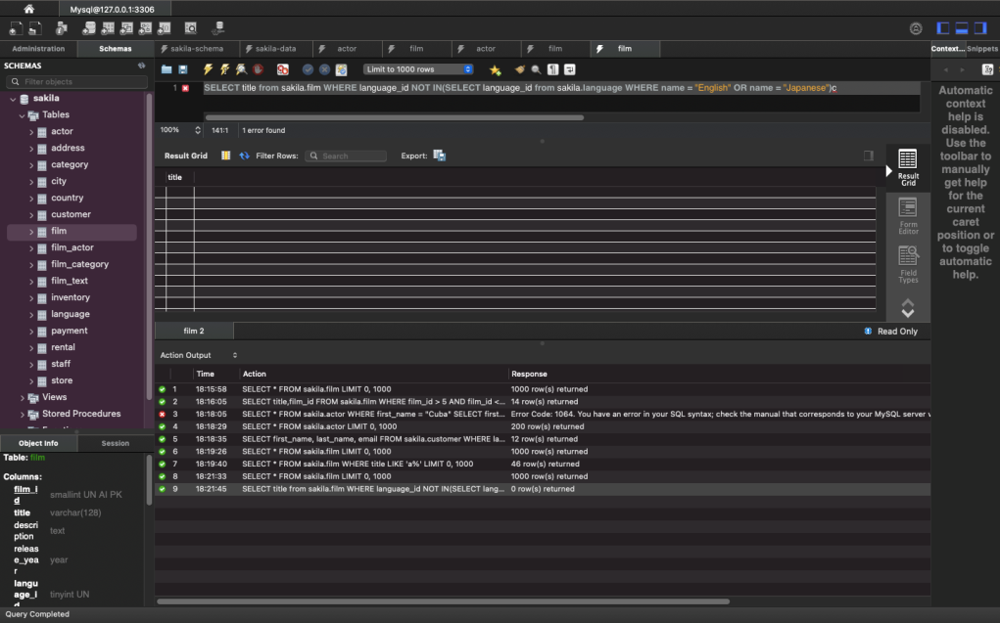 Mysql@127.0.0.1:3306
Administration Schemas sakila-schema sakila-data actor film actor film film Context... Snippets
SCHEMAS
Filter objects
Limit to 1000 rows
1 SELECT title from sakila.film WHERE language_id NOT IN(SELECT language_id from sakila.language WHERE name = "English" OR name = "Japanese")c
100% 141:1 1 error found
sakila
Tables
actor
address
category
city
country
customer
film
film_actor
film_category
film_text
inventory
language
payment
rental
staff
store
Views
Stored Procedures
Result Grid Filter Rows: Search Export:
title
Result
Grid
Form
Editor
Field
Types
Automatic
context
help is
disabled.
Use the
toolbar to
manually
get help
for the
current
caret
position or
to toggle
automatic
help.
film 2 Read Only
Action Output
Time Action Response
1 18:15:58 SELECT * FROM sakila.film LIMIT 0, 1000 1000 row(s) returned
2 18:16:05 SELECT title,film_id FROM sakila.film WHERE film_id > 5 AND film_id <... 14 row(s) returned
3 18:18:05 SELECT * FROM sakila.actor WHERE first_name = "Cuba" SELECT first... Error Code: 1064. You have an error in your SQL syntax; check the manual that corresponds to your MySQL server v
4 18:18:29 SELECT * FROM sakila.actor LIMIT 0, 1000 200 row(s) returned
5 18:18:35 SELECT first_name, last_name, email FROM sakila.customer WHERE la... 12 row(s) returned
6 18:19:26 SELECT * FROM sakila.film LIMIT 0, 1000 1000 row(s) returned
7 18:19:40 SELECT * FROM sakila.film WHERE title LIKE 'a%' LIMIT 0, 1000 46 row(s) returned
8 18:21:33 SELECT * FROM sakila.film LIMIT 0, 1000 1000 row(s) returned
9 18:21:45 SELECT title from sakila.film WHERE language_id NOT IN(SELECT lang... 0 row(s) returned
Object Info Session
Table: film
Columns:
film_i
d smallint UN AI PK
title varchar(128)
descri
ption text
releas
e_yea
r year
langu
age_i
d tinyint UN
Query Completed